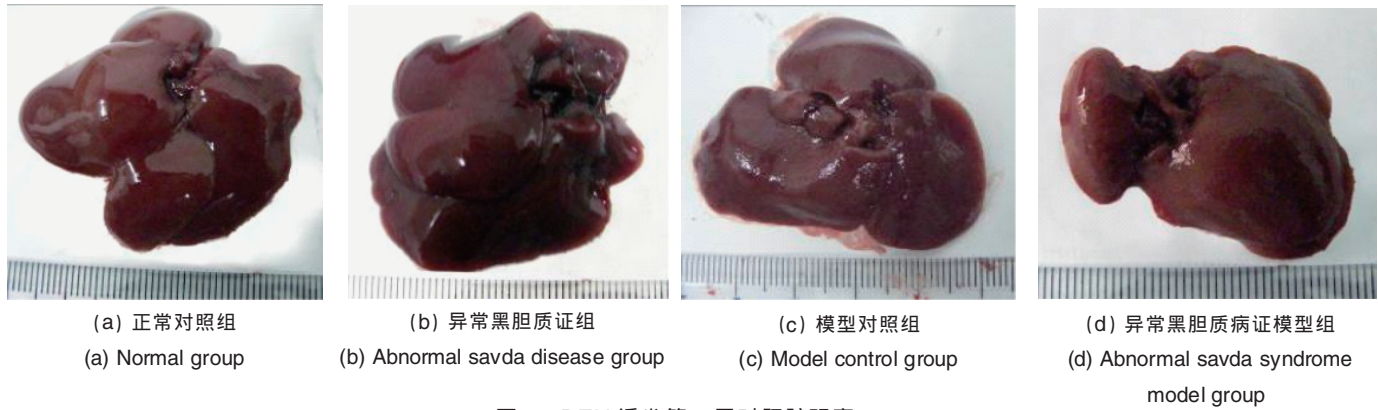 (a) 正常对照组
(a) Normal group
(b) 异常黑胆质证组
(b) Abnormal savda disease group
(c) 模型对照组
(c) Model control group
(d) 异常黑胆质病证模型组
(d) Abnormal savda syndrome
model group